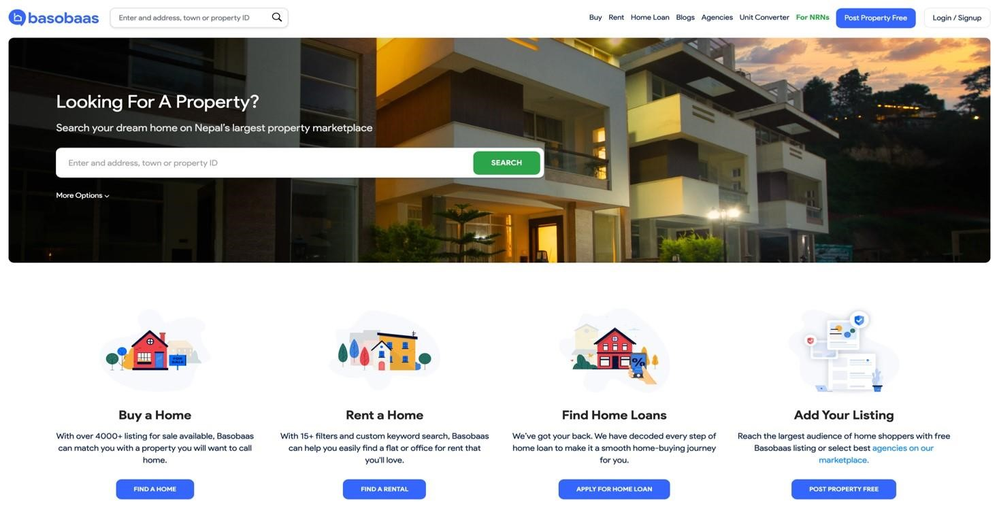 basobaas
Enter and address, town or property ID
Buy Rent Home Loan Blogs Agencies Unit Converter For NRNs Post Property Free Login / Signup
Looking For A Property?
Search your dream home on Nepal's largest property marketplace
Enter and address, town or property ID
SEARCH
More Options
FOR
SALE
%
Buy a Home
With over 4000+ listing for sale available, Basobaas
can match you with a property you will want to call
home.
FIND A HOME
Rent a Home
With 15+ filters and custom keyword search, Basobaas
can help you easily find a flat or office for rent that
you'll love.
FIND A RENTAL
Find Home Loans
We've got your back. We have decoded every step of
home loan to make it a smooth home-buying journey
for you.
APPLY FOR HOME LOAN
Add Your Listing
Reach the largest audience of home shoppers with free
Basobaas listing or select best agencies on our
marketplace.
POST PROPERTY FREE